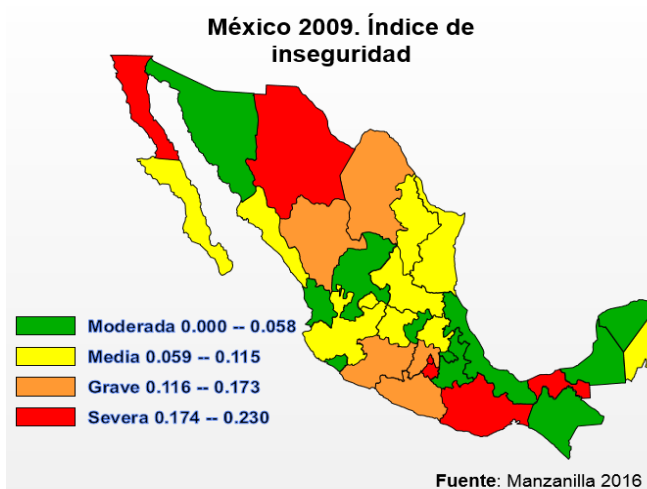 México 2009. Índice de
inseguridad
Moderada 0.000 -- 0.058
Media 0.059 -- 0.115
Grave 0.116 -- 0.173
Severa 0.174 -- 0.230
Fuente: Manzanilla 2016